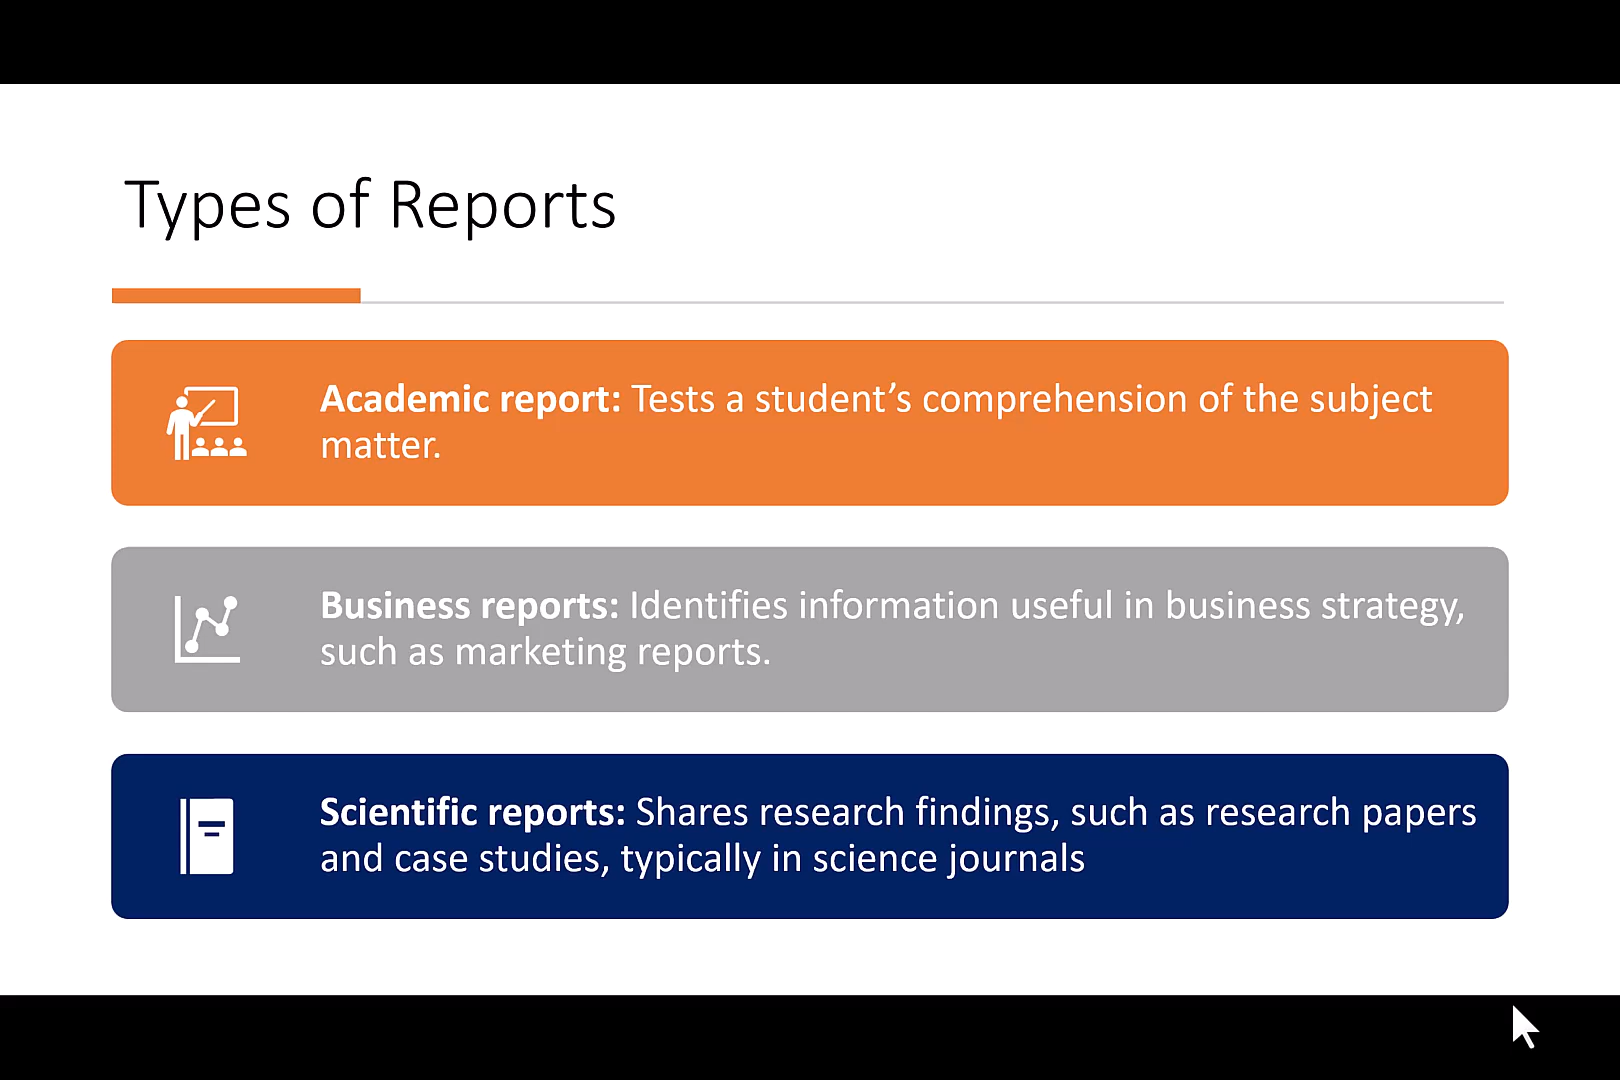 Types of Reports
Academic report: Tests a student’s comprehension of the subject
matter.
Business reports: Identifies information useful in business strategy,
such as marketing reports.
Scientific reports: Shares research findings, such as research papers
and case studies, typically in science journals